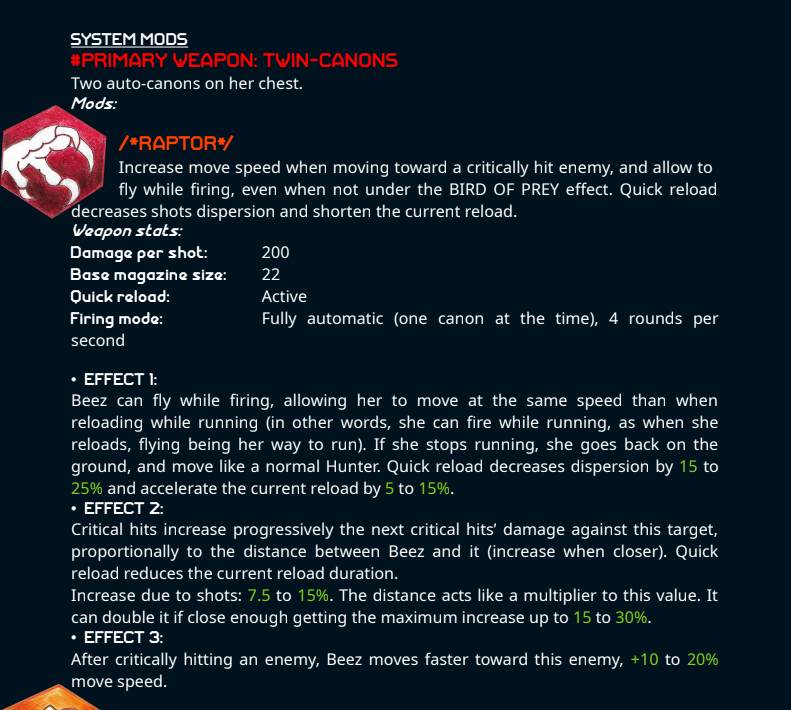 SYSTEM MODS
#PRIMARY WEAPON: TWIN-CANONS
Two auto-canons on her chest.
Mods:
/*RAPTOR*/
Increase move speed when moving toward a critically hit enemy, and allow to
fly while firing, even when not under the BIRD OF PREY effect. Quick reload
decreases shots dispersion and shorten the current reload.
Weapon stats:
Damage per shot: 200
Base magazine size: 22
Quick reload: Active
Firing mode: Fully automatic (one canon at the time), 4 rounds per
second
• EFFECT 1:
Beez can fly while firing, allowing her to move at the same speed than when
reloading while running (in other words, she can fire while running, as when she
reloads, flying being her way to run). If she stops running, she goes back on the
ground, and move like a normal Hunter. Quick reload decreases dispersion by 15 to
25% and accelerate the current reload by 5 to 15%.
• EFFECT 2:
Critical hits increase progressively the next critical hits’ damage against this target,
proportionally to the distance between Beez and it (increase when closer). Quick
reload reduces the current reload duration.
Increase due to shots: 7.5 to 15%. The distance acts like a multiplier to this value. It
can double it if close enough getting the maximum increase up to 15 to 30%.
• EFFECT 3:
After critically hitting an enemy, Beez moves faster toward this enemy, +10 to 20%
move speed.